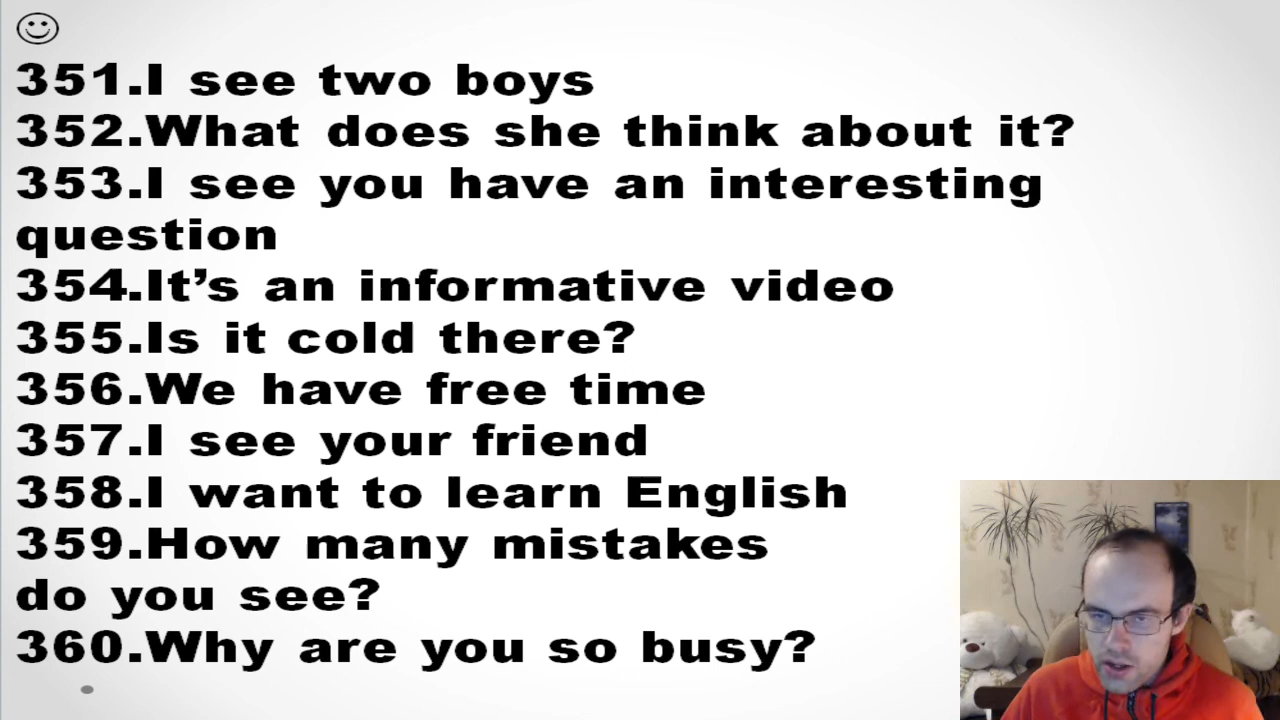 351.I see two boys
352.What does she think about it?
353.I see you have an interesting
question
354.It’s an informative video
355.Is it cold there?
356.We have free time
357.I see your friend
358.I want to learn English
359.How many mistakes
do you see?
360.Why are you so busy?